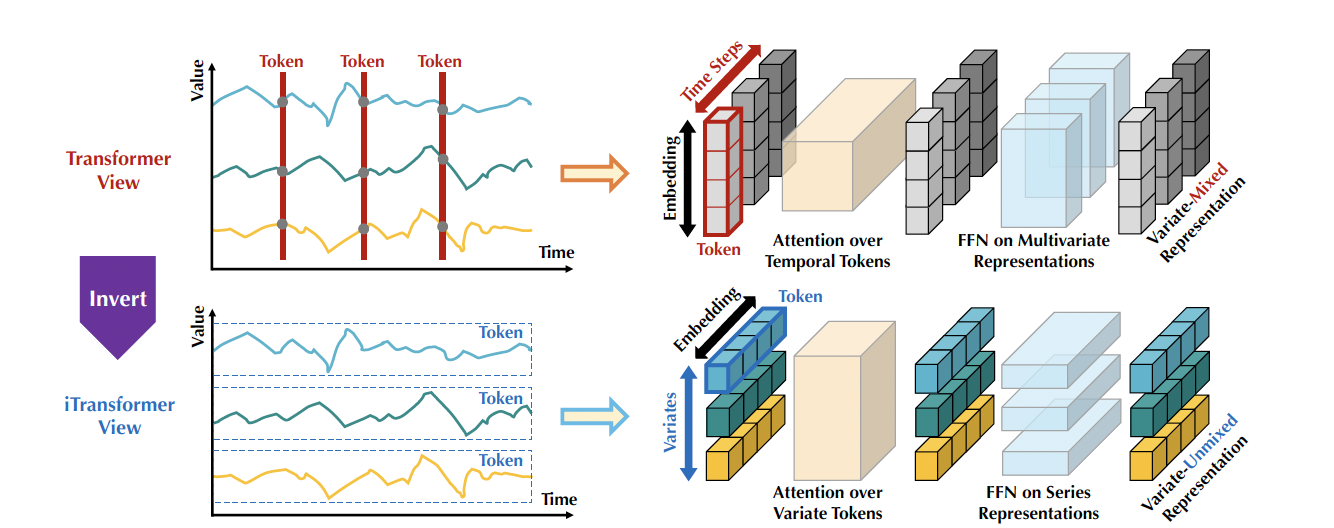 Token
Token
Token
Value
Transformer
View
Time
Time Steps
Embedding
Token
Attention over
Temporal Tokens
FFN on Multivariate
Representations
Variate-Mixed
Representation
Invert
Value
iTransformer
View
Token
Token
Token
Time
Embedding
Token
Variates
Attention over
Variate Tokens
FFN on Series
Representations
Variate-Unmixed
Representation